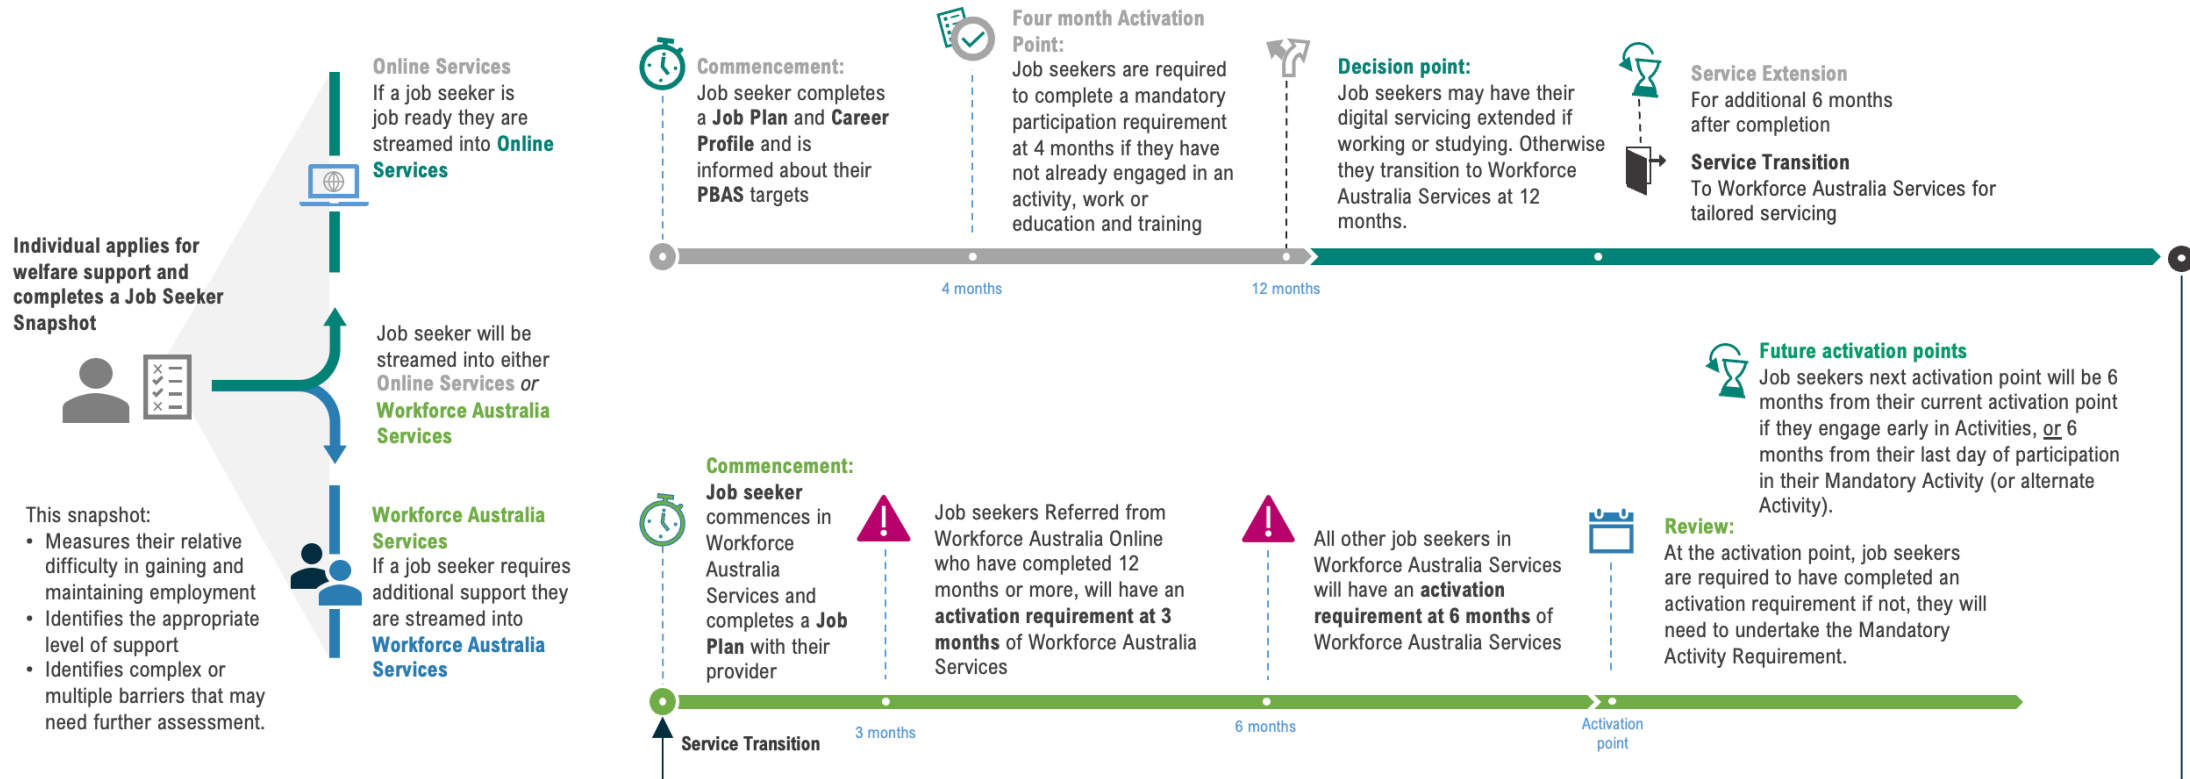 Individual applies for
welfare support and
completes a Job Seeker
Snapshot
This snapshot:
• Measures their relative
difficulty in gaining and
maintaining employment
• Identifies the appropriate
level of support
• Identifies complex or
multiple barriers that may
need further assessment.
Online Services
If a job seeker is
job ready they are
streamed into Online
Services
Job seeker will be
streamed into either
Online Services or
Workforce Australia
Services
Workforce Australia
Services
If a job seeker requires
additional support they
are streamed into
Workforce Australia
Services
Commencement:
Job seeker completes
a Job Plan and Career
Profile and is
informed about their
PBAS targets
Four month Activation
Point:
Job seekers are required
to complete a mandatory
participation requirement
at 4 months if they have
not already engaged in an
activity, work or
education and training
Decision point:
Job seekers may have their
digital servicing extended if
working or studying. Otherwise
they transition to Workforce
Australia Services at 12
months.
Service Extension
For additional 6 months
after completion
Service Transition
To Workforce Australia Services for
tailored servicing
4 months
12 months
Commencement:
Job seeker
commences in
Workforce
Australia
Services and
completes a Job
Plan with their
provider
Job seekers Referred from
Workforce Australia Online
who have completed 12
months or more, will have an
activation requirement at 3
months of Workforce Australia
Services
All other job seekers in
Workforce Australia Services
will have an activation
requirement at 6 months of
Workforce Australia Services
Future activation points
Job seekers next activation point will be 6
months from their current activation point
if they engage early in Activities, or 6
months from their last day of participation
in their Mandatory Activity (or alternate
Activity).
Review:
At the activation point, job seekers
are required to have completed an
activation requirement if not, they will
need to undertake the Mandatory
Activity Requirement.
Service Transition
3 months
6 months
Activation
point